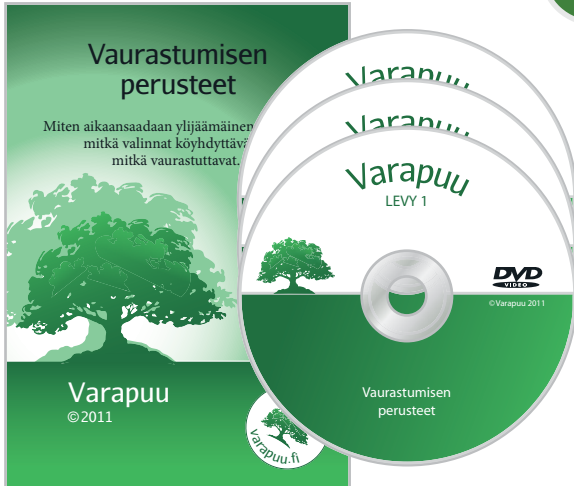 Vaurastumisen
perusteet
Miten aikaansaadaan ylijäämäinen
mitkä valinnat
mitkä vaurastuttavat.
Varapuu
©2011
varapuu.fi
Varapuu
Varapuu
Varapuu
LEVY 1
DVD
VIDEO
©Varapuu 2011
Vaurastumisen
perusteet